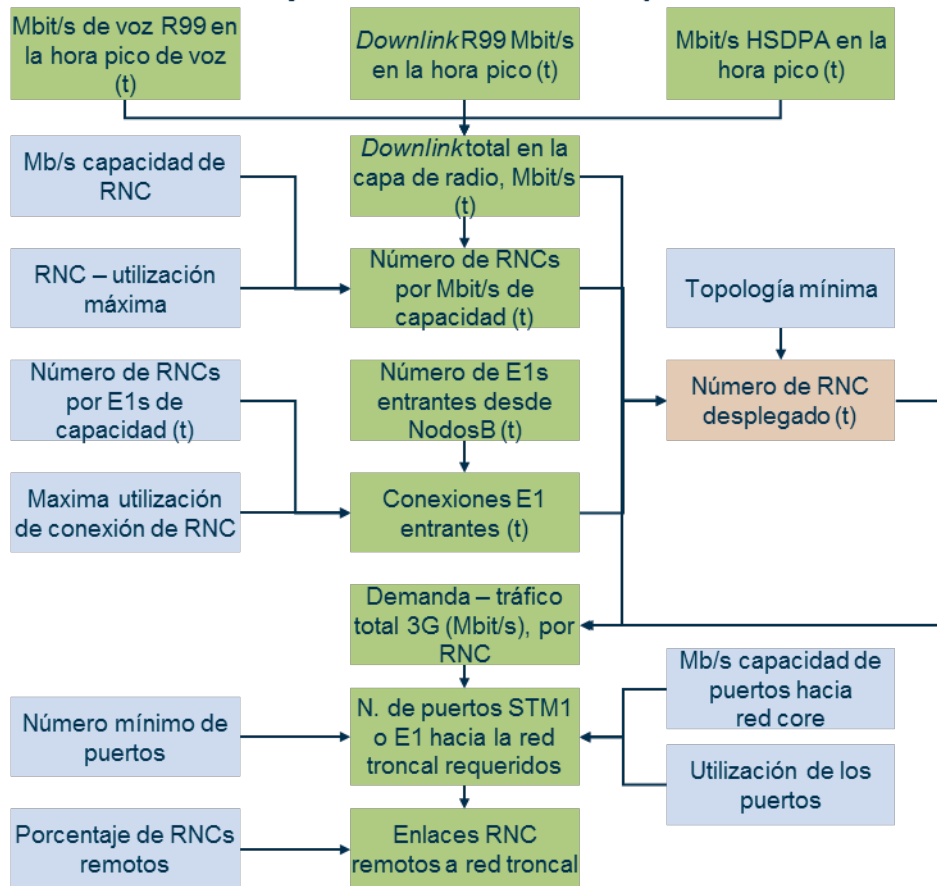 Mbit/s de voz R99 en
la hora pico de voz
(t)
Downlink R99 Mbit/s
en la hora pico (t)
Mbit/s HSDPA en la
hora pico (t)
Mb/s capacidad de
RNC
Downlink total en la
capa de radio, Mbit/s
(t)
RNC – utilización
máxima
Número de RNCs
por Mbit/s de
capacidad (t)
Topología mínima
Número de RNCs
por E1s de
capacidad (t)
Número de E1s
entrantes desde
NodosB (t)
Número de RNC
desplegado (t)
Maxima utilización
de conexión de RNC
Conexiones E1
entrantes (t)
Demanda – tráfico
total 3G (Mbit/s), por
RNC
Mb/s capacidad de
puertos hacia
red core
Número mínimo de
puertos
N. de puertos STM1
o E1 hacia la red
troncal requeridos
Utilización de los
puertos
Porcentaje de RNCs
remotos
Enlaces RNC
remotos a red troncal